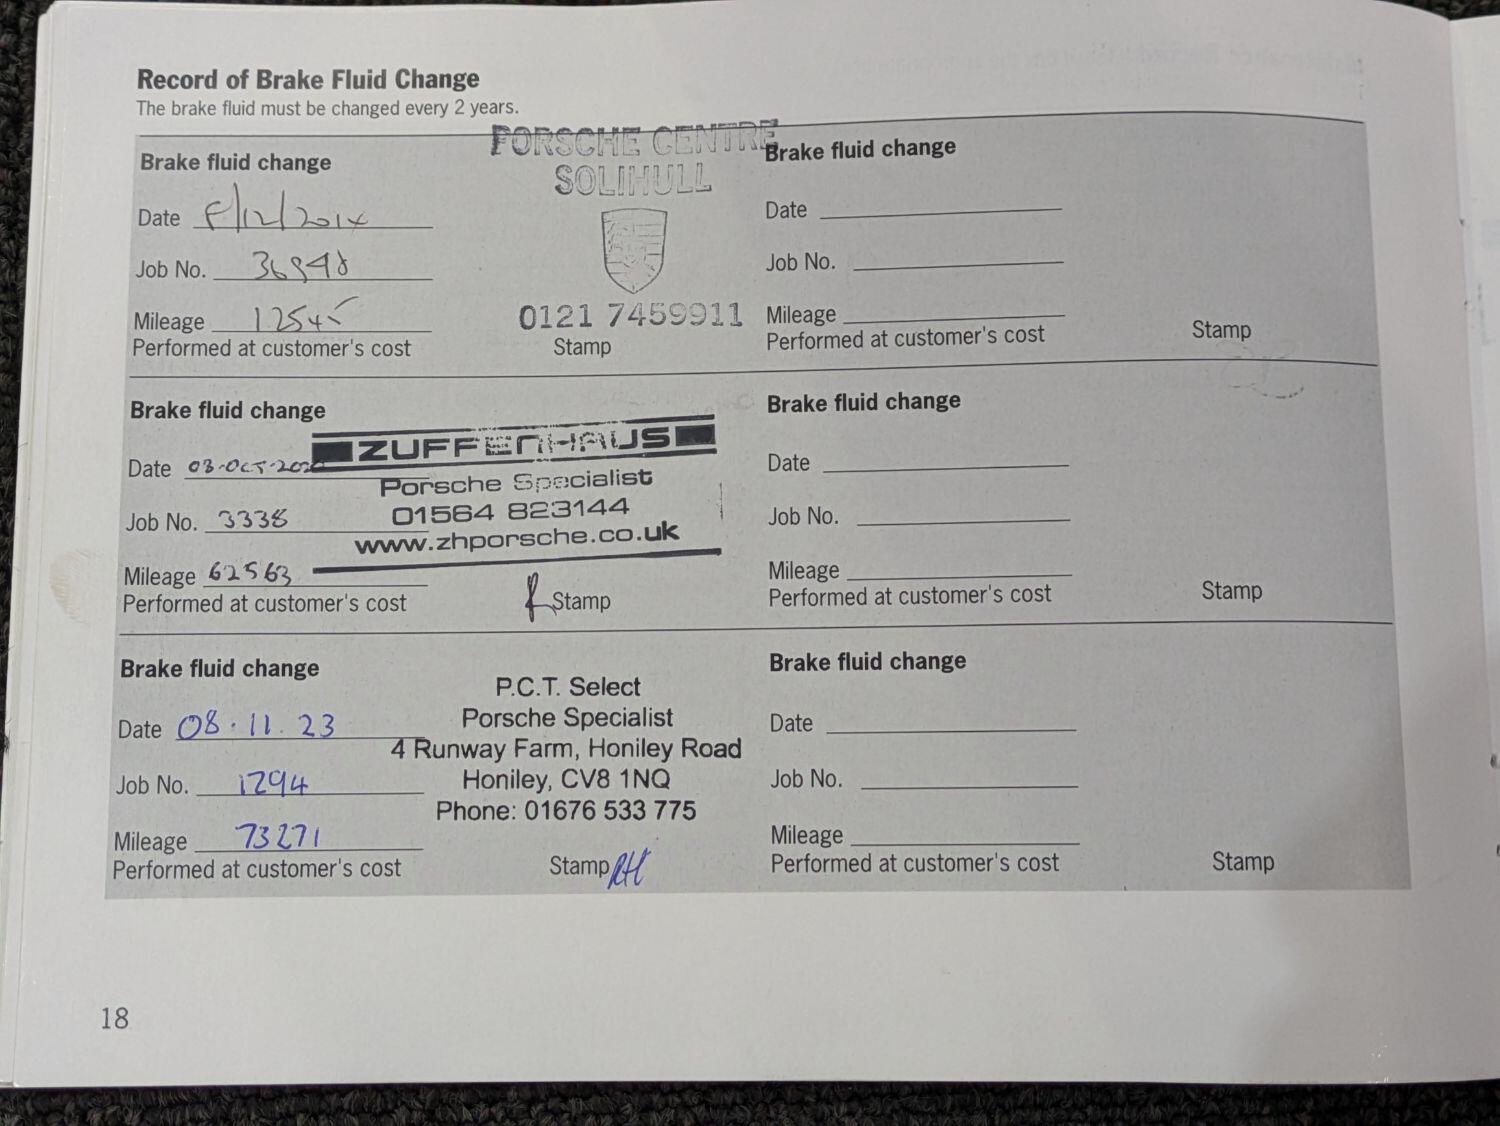 Record of Brake Fluid Change
The brake fluid must be changed every 2 years.
Brake fluid change
Date /12/2014
Job No.
Mileage 12545
Performed at customer's cost
PORSCHE CENTRE
SOLIHULL
0121 7459911
Stamp
Brake fluid change
Date 03-OCT-
Job No. 3338
Mileage 62563
Performed at customer's cost
ZUFFENHAUS
Porsche Specialist
01564 823144
www.zhporsche.co.uk
Stamp
Brake fluid change
Date 08.11.23
Job No. 1294
Mileage 73271
Performed at customer's cost
P.C.T. Select
Porsche Specialist
4 Runway Farm, Honiley Road
Honiley, CV8 1NQ
Phone: 01676 533 775
Stamp
Brake fluid change
Date
Job No.
Mileage
Performed at customer's cost
Stamp
Brake fluid change
Date
Job No.
Mileage
Performed at customer's cost
Stamp
Brake fluid change
Date
Job No.
Mileage
Performed at customer's cost
Stamp
18